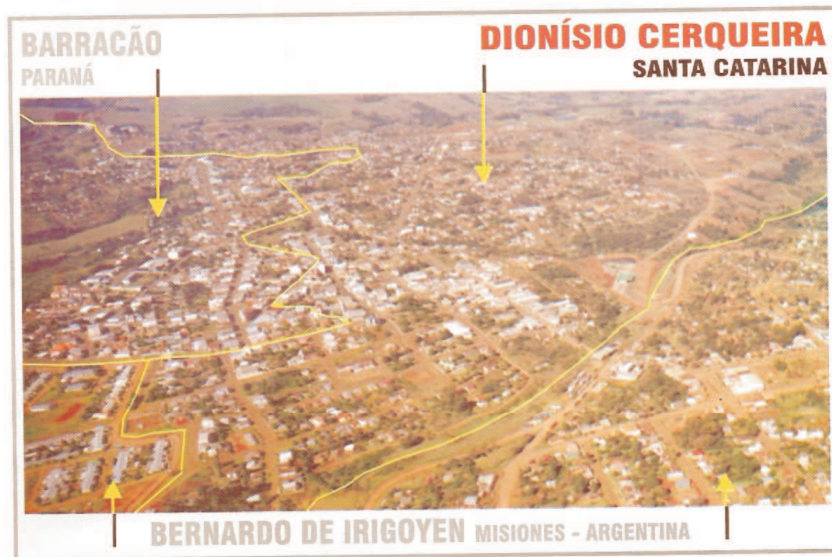 BARRACÃO
PARANÁ
DIONÍSIO CERQUEIRA
SANTA CATARINA
BERNARDO DE IRIGOYEN MISIONES - ARGENTINA